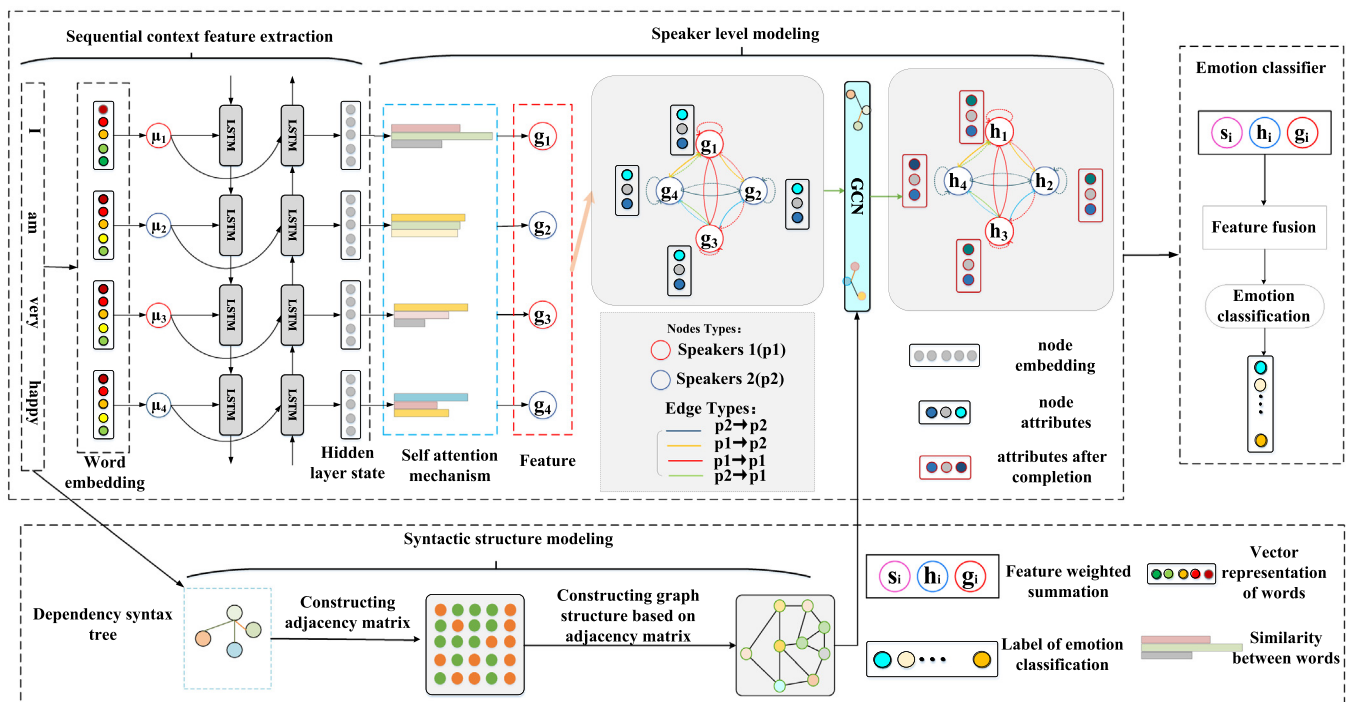 Sequential context feature extraction
Speaker level modeling
Emotion classifier
I
am
very
happy
μ1
μ2
μ3
μ4
LSTM
LSTM
LSTM
LSTM
LSTM
LSTM
LSTM
LSTM
g1
g2
g3
g4
g1
g4
g2
g3
GCN
h1
h4
h2
h3
si hi gi
Feature fusion
Emotion
classification
Nodes Types:
Speakers 1(p1)
Speakers 2(p2)
Edge Types:
p2→p2
p1→p2
p1→p1
p2→p1
node
embedding
node
attributes
attributes after
completion
Word
embedding
Hidden
layer state
Self attention
mechanism
Feature
Syntactic structure modeling
Dependency syntax
tree
Constructing
adjacency matrix
Constructing graph
structure based on
adjacency matrix
si hi gi
Feature weighted
summation
Vector
representation
of words
Label of emotion
classification
Similarity
between words